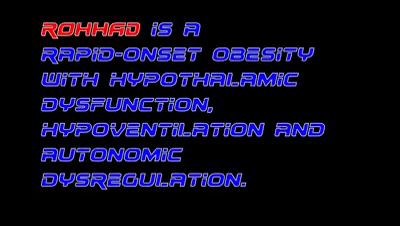 ROHHAD is a
Rapid-onset Obesity
with Hypothalamic
Dysfunction,
Hypoventilation and
Autonomic
Dysregulation.